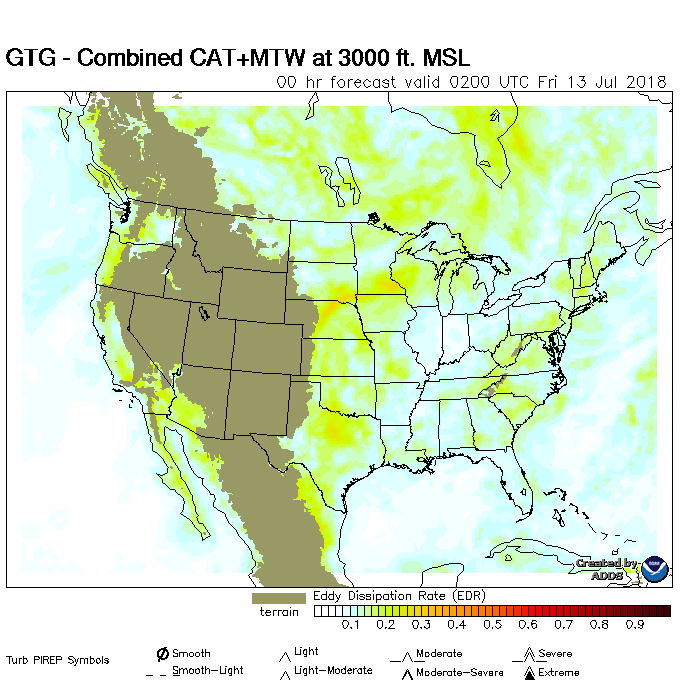 GTG - Combined CAT+MTW at 3000 ft. MSL
00 hr forecast valid 0200 UTC Fri 13 Jul 2018
Created by
ADDS
Eddy Dissipation Rate (EDR)
terrain
0.1 0.2 0.3 0.4 0.5 0.6 0.7 0.8 0.9
Turb PIREP Symbols
Smooth Light Moderate Severe
Smooth-Light Light-Moderate Moderate-Severe Extreme